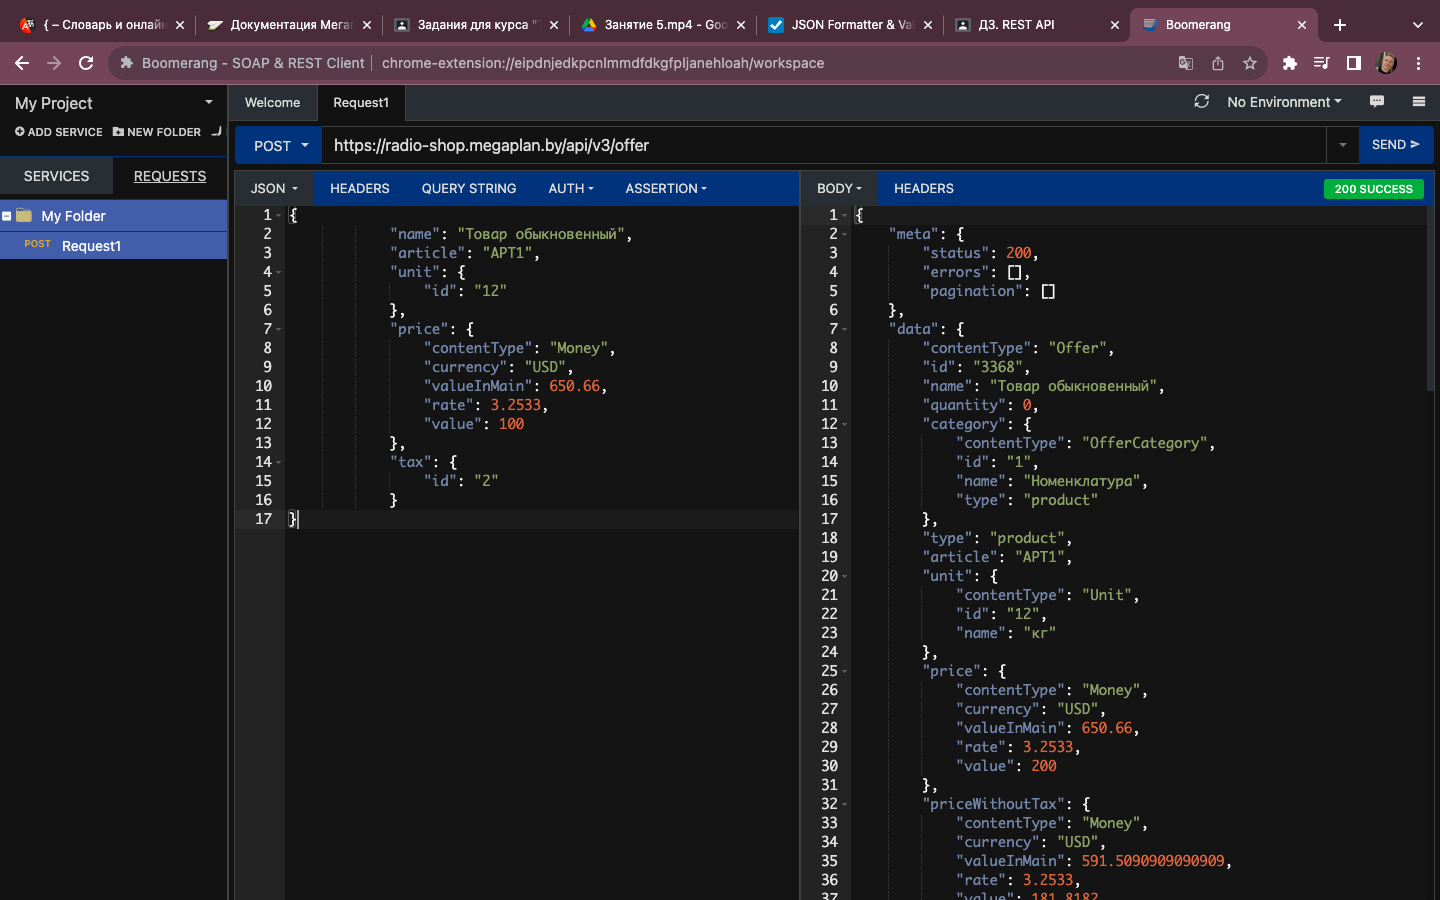 { – Словарь и онлайн
Документация Мегап
Задания для курса "
Занятие 5.mp4 - Goo
JSON Formatter & Val
ДЗ. REST API
Boomerang
Boomerang - SOAP & REST Client
chrome-extension://eipdnjedkpcnlmmdfdkgfpljanehloah/workspace
My Project
ADD SERVICE
NEW FOLDER
SERVICES
REQUESTS
My Folder
POST Request1
Welcome
Request1
No Environment
POST
https://radio-shop.megaplan.by/api/v3/offer
SEND
JSON
HEADERS
QUERY STRING
AUTH
ASSERTION
1 {
2 "name": "Товар обыкновенный",
3 "article": "АРТ1",
4 "unit": {
5 "id": "12"
6 },
7 "price": {
8 "contentType": "Money",
9 "currency": "USD",
10 "valueInMain": 650.66,
11 "rate": 3.2533,
12 "value": 100
13 },
14 "tax": {
15 "id": "2"
16 }
17 }
BODY
HEADERS
200 SUCCESS
1 {
2 "meta": {
3 "status": 200,
4 "errors": [],
5 "pagination": []
6 },
7 "data": {
8 "contentType": "Offer",
9 "id": "3368",
10 "name": "Товар обыкновенный",
11 "quantity": 0,
12 "category": {
13 "contentType": "OfferCategory",
14 "id": "1",
15 "name": "Номенклатура",
16 "type": "product"
17 },
18 "type": "product",
19 "article": "АРТ1",
20 "unit": {
21 "contentType": "Unit",
22 "id": "12",
23 "name": "кг"
24 },
25 "price": {
26 "contentType": "Money",
27 "currency": "USD",
28 "valueInMain": 650.66,
29 "rate": 3.2533,
30 "value": 200
31 },
32 "priceWithoutTax": {
33 "contentType": "Money",
34 "currency": "USD",
35 "valueInMain": 591.5090909090909,
36 "rate": 3.2533,
37 "value": 181.8182